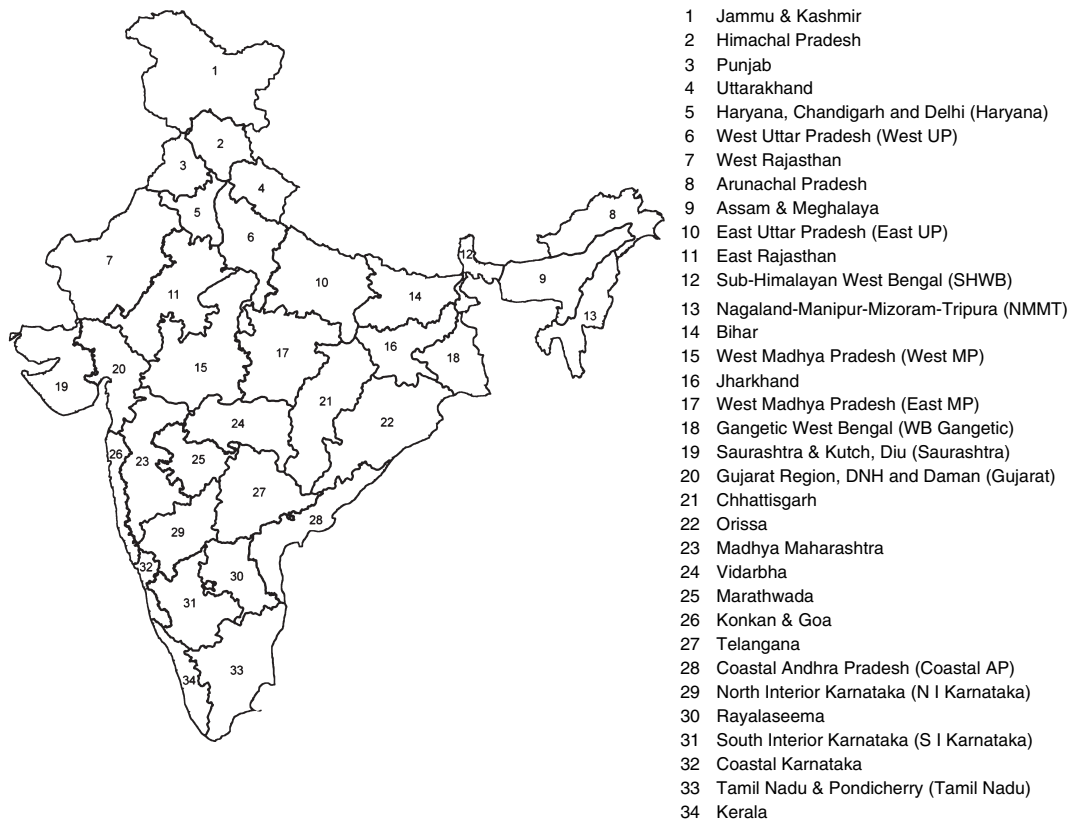 1 Jammu & Kashmir
2 Himachal Pradesh
3 Punjab
4 Uttarakhand
5 Haryana, Chandigarh and Delhi (Haryana)
6 West Uttar Pradesh (West UP)
7 West Rajasthan
8 Arunachal Pradesh
9 Assam & Meghalaya
10 East Uttar Pradesh (East UP)
11 East Rajasthan
12 Sub-Himalayan West Bengal (SHWB)
13 Nagaland-Manipur-Mizoram-Tripura (NMMT)
14 Bihar
15 West Madhya Pradesh (West MP)
16 Jharkhand
17 West Madhya Pradesh (East MP)
18 Gangetic West Bengal (WB Gangetic)
19 Saurashtra & Kutch, Diu (Saurashtra)
20 Gujarat Region, DNH and Daman (Gujarat)
21 Chhattisgarh
22 Orissa
23 Madhya Maharashtra
24 Vidarbha
25 Marathwada
26 Konkan & Goa
27 Telangana
28 Coastal Andhra Pradesh (Coastal AP)
29 North Interior Karnataka (N I Karnataka)
30 Rayalaseema
31 South Interior Karnataka (S I Karnataka)
32 Coastal Karnataka
33 Tamil Nadu & Pondicherry (Tamil Nadu)
34 Kerala
1
2
3
4
5
6
8
7
12
9
10
14
11
13
16
17
18
15
20
19
21
22
24
26
23
25
27
28
29
32
30
31
33
34